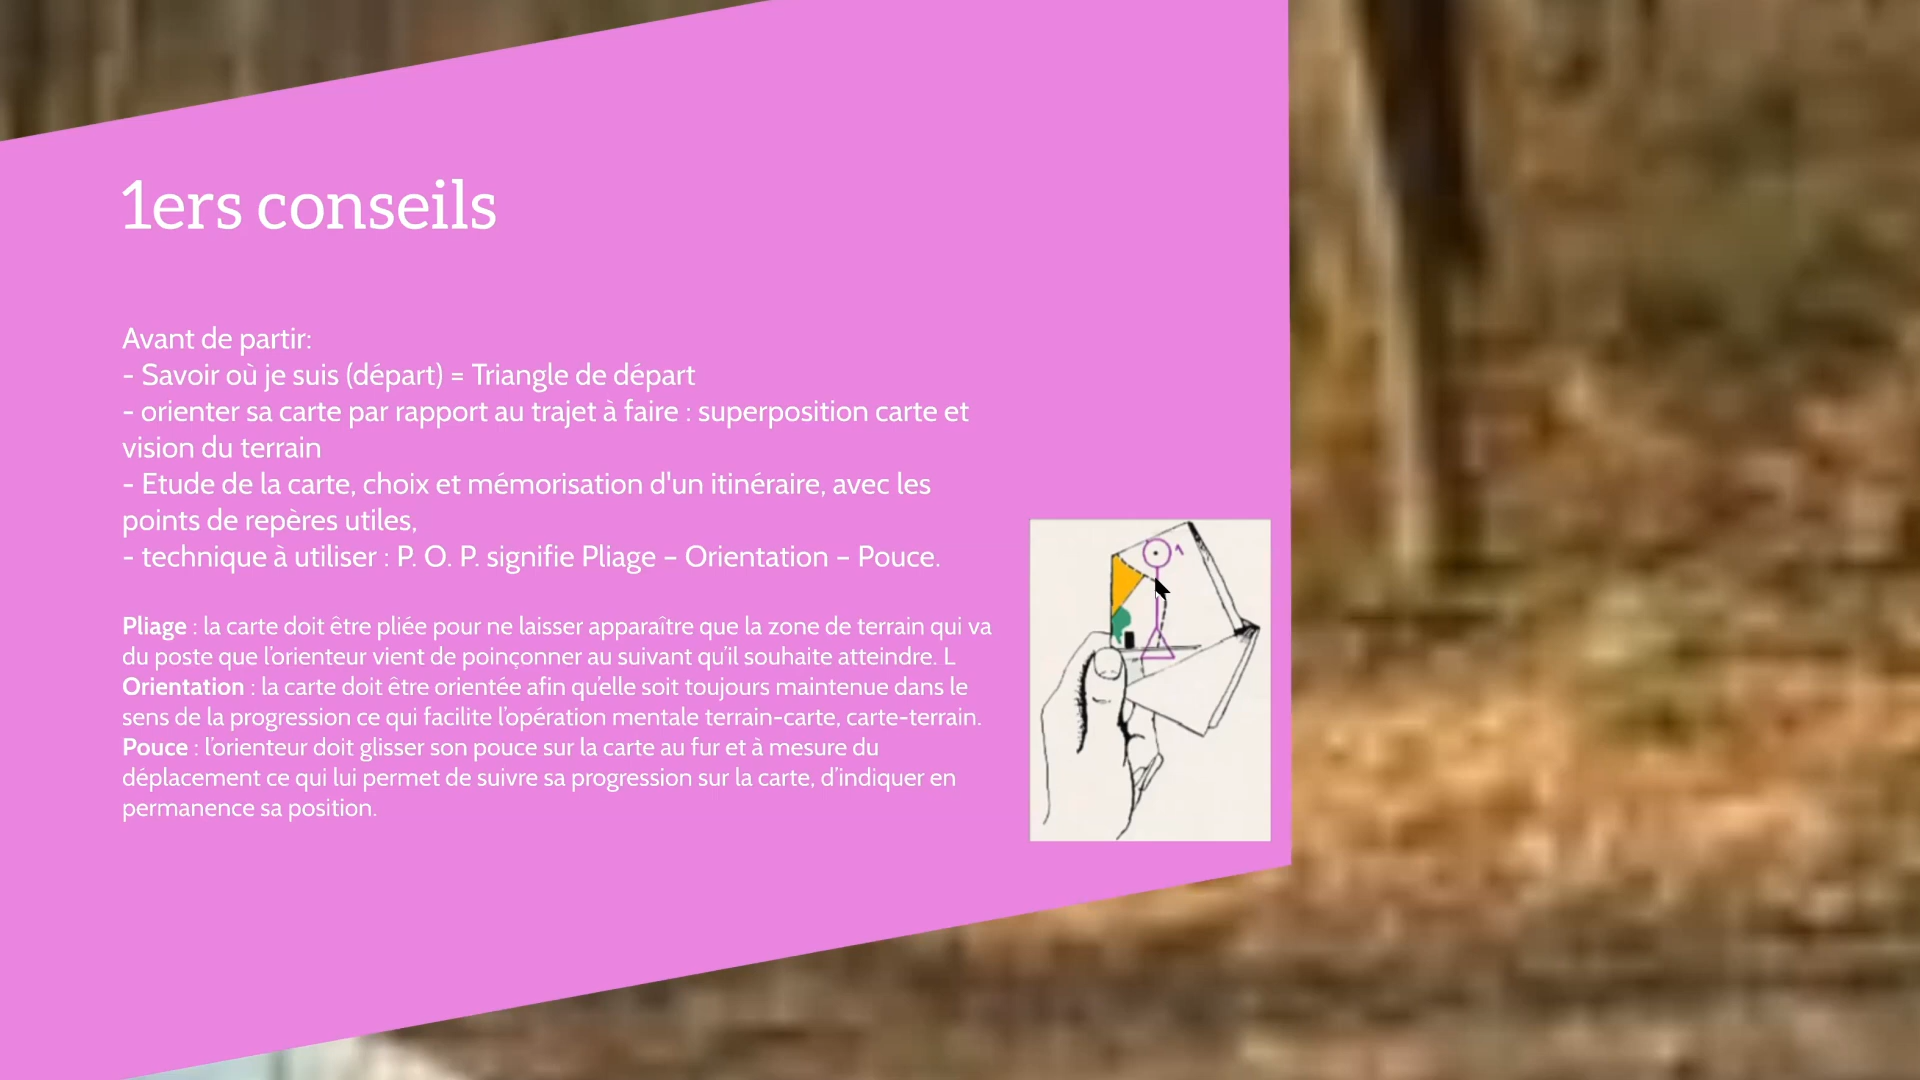 1ers conseils
Avant de partir:
- Savoir où je suis (départ) = Triangle de départ
- orienter sa carte par rapport au trajet à faire : superposition carte et
vision du terrain
- Etude de la carte, choix et mémorisation d'un itinéraire, avec les
points de repères utiles,
- technique à utiliser : P. O. P. signifie Pliage – Orientation – Pouce.
Pliage : la carte doit être pliée pour ne laisser apparaître que la zone de terrain qui va
du poste que l’orienteur vient de poinçonner au suivant qu’il souhaite atteindre. L
Orientation : la carte doit être orientée afin qu’elle soit toujours maintenue dans le
sens de la progression ce qui facilite l’opération mentale terrain-carte, carte-terrain.
Pouce : l’orienteur doit glisser son pouce sur la carte au fur et à mesure du
déplacement ce qui lui permet de suivre sa progression sur la carte, d’indiquer en
permanence sa position.
1